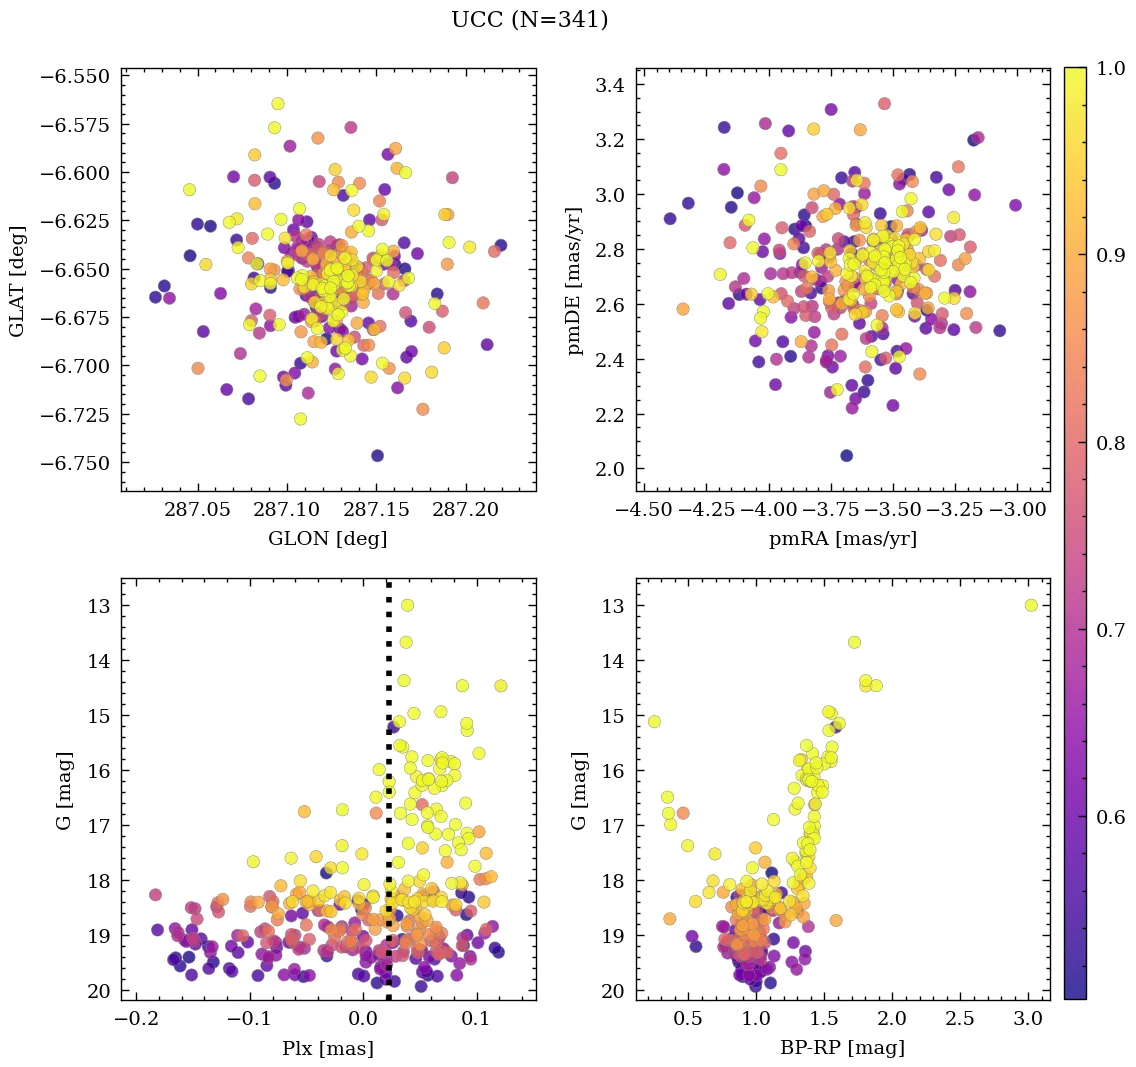 UCC (N=341)
−6.550
−6.575
−6.600
−6.625
−6.650
−6.675
−6.700
−6.725
−6.750
GLAT [deg]
287.05 287.10 287.15 287.20
GLON [deg]
3.4
3.2
3.0
2.8
2.6
2.4
2.2
2.0
pmDE [mas/yr]
−4.50 −4.25 −4.00 −3.75 −3.50 −3.25 −3.00
pmRA [mas/yr]
13
14
15
16
17
18
19
20
G [mag]
−0.2 −0.1 0.0 0.1
Plx [mas]
13
14
15
16
17
18
19
20
G [mag]
0.5 1.0 1.5 2.0 2.5 3.0
BP-RP [mag]
1.0
0.9
0.8
0.7
0.6